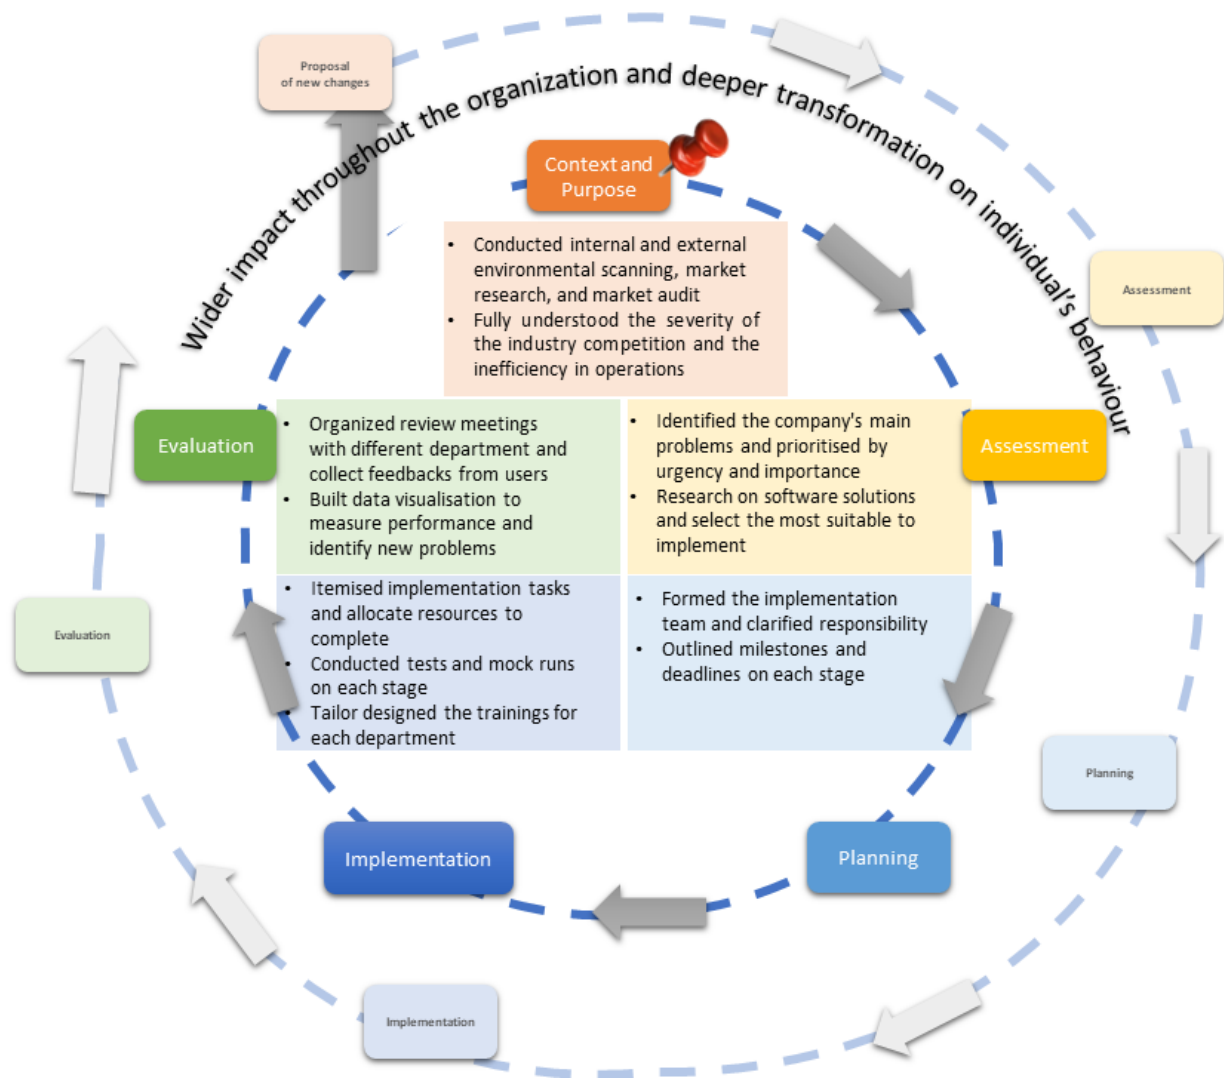 Proposal
of new changes
Wider impact throughout the organization and deeper transformation on individual's behaviour
Context and
Purpose
• Conducted internal and external
environmental scanning, market
research, and market audit
• Fully understood the severity of
the industry competition and the
inefficiency in operations
Assessment
Evaluation
• Organized review meetings
with different department and
collect feedbacks from users
• Built data visualisation to
measure performance and
identify new problems
• Identified the company's main
problems and prioritised by
urgency and importance
• Research on software solutions
and select the most suitable to
implement
Assessment
• Itemised implementation tasks
and allocate resources to
complete
• Conducted tests and mock runs
on each stage
• Tailor designed the trainings for
each department
• Formed the implementation
team and clarified responsibility
• Outlined milestones and
deadlines on each stage
Evaluation
Planning
Implementation
Planning
Implementation